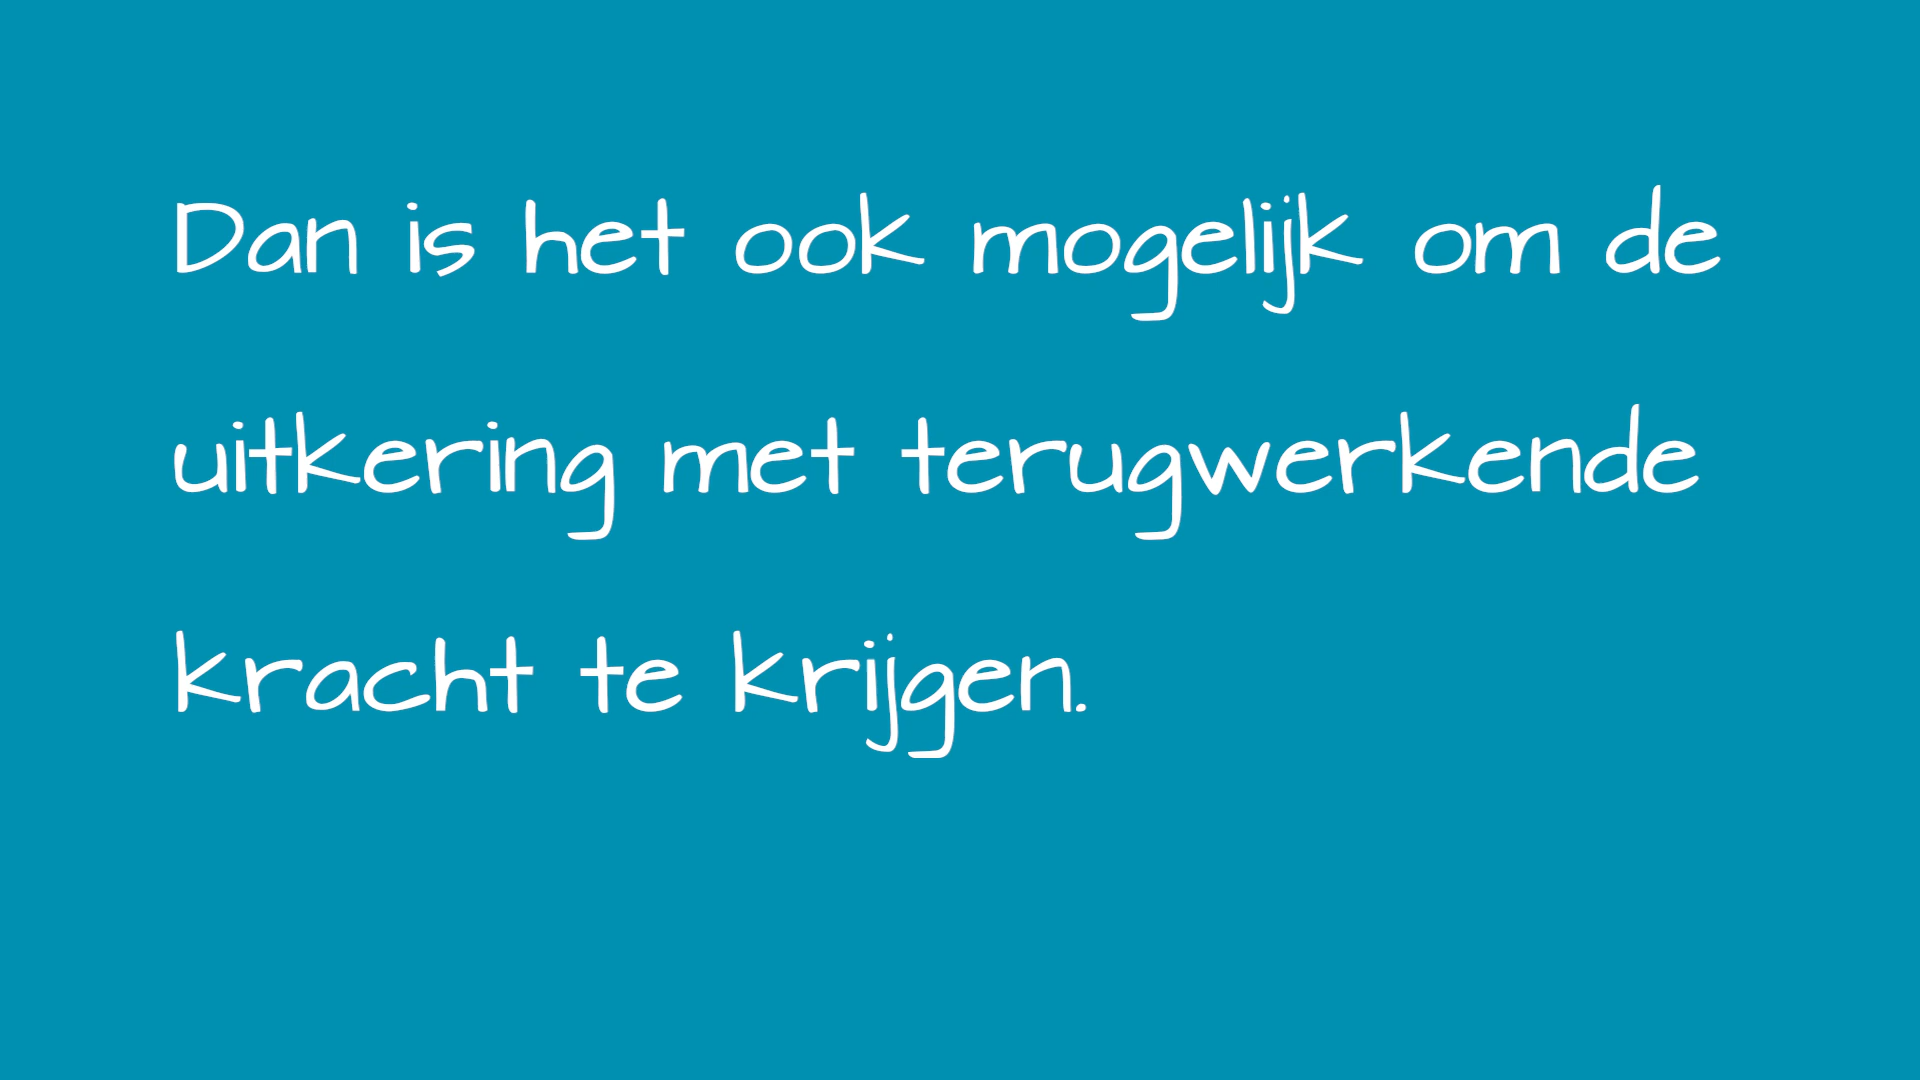 Dan is het ook mogelijk om de
uitkering met terugwerkende
kracht te krijgen.